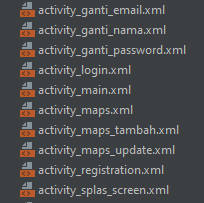 activity_ganti_email.xml
activity_ganti_nama.xml
activity_ganti_password.xml
activity_login.xml
activity_main.xml
activity_maps.xml
activity_maps_tambah.xml
activity_maps_update.xml
activity_registration.xml
activity_splas_screen.xml